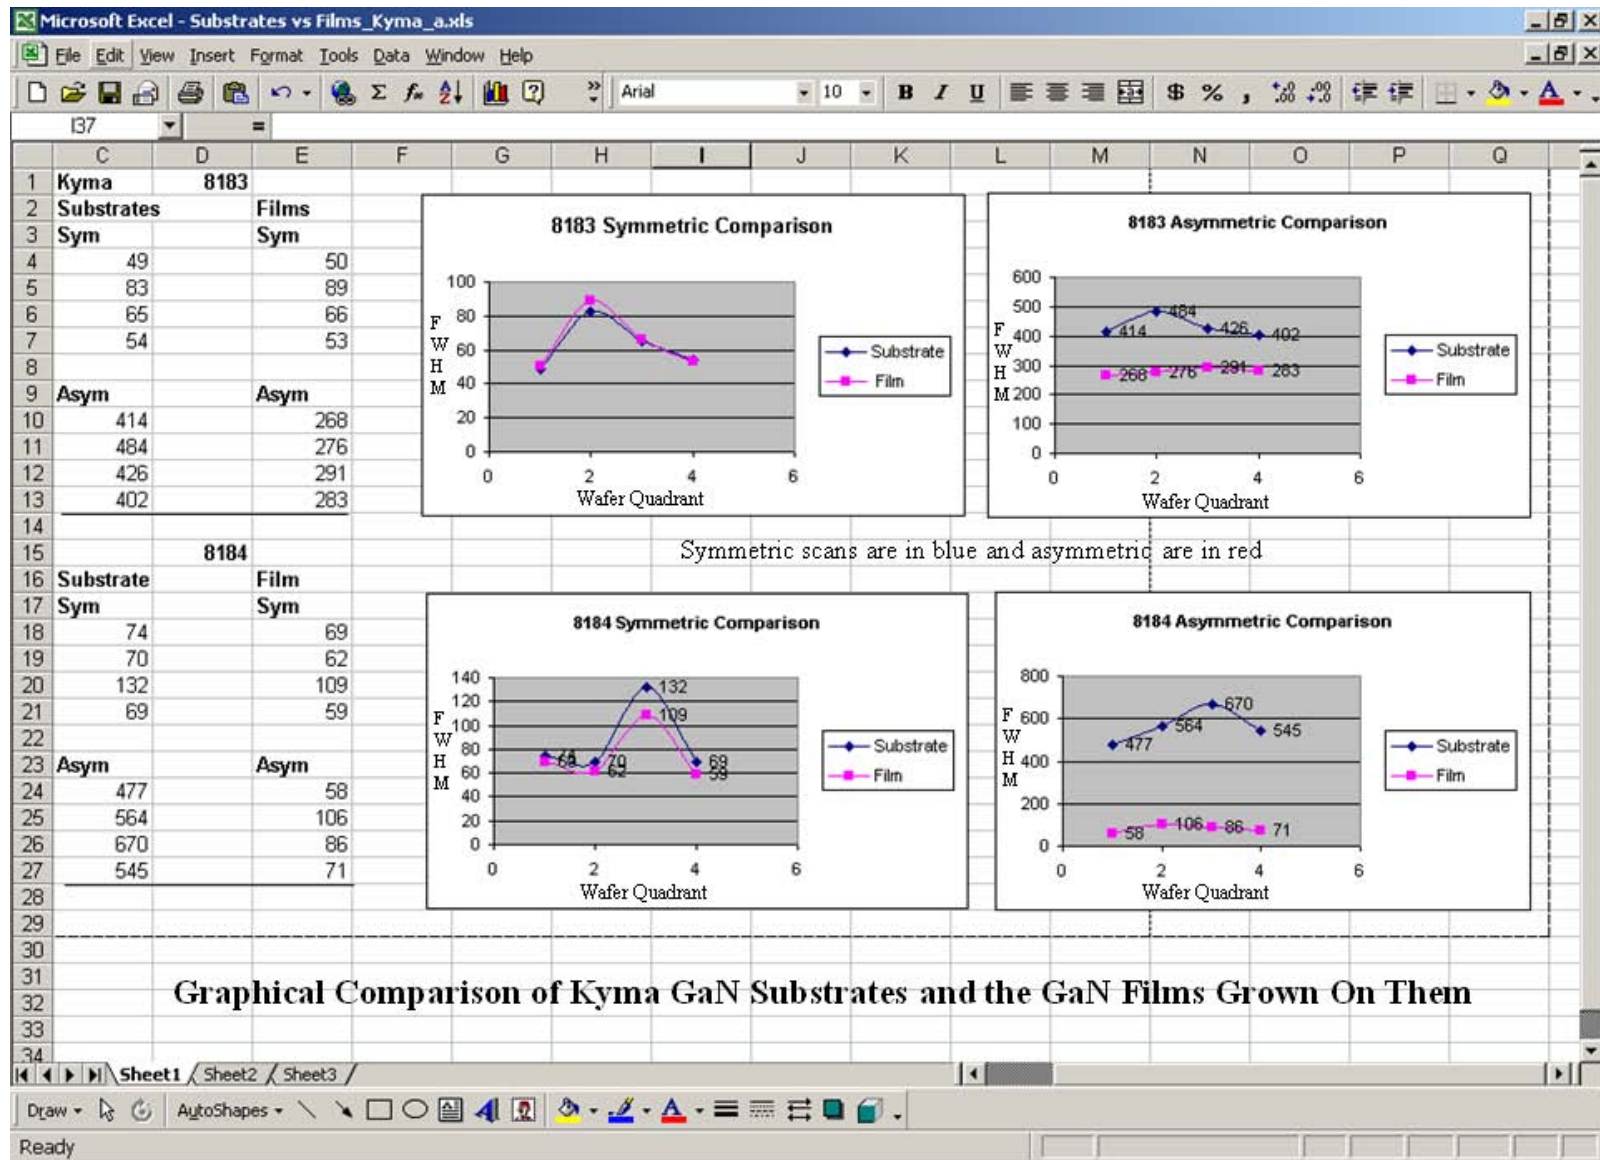 Microsoft Excel - Substrates vs Films_Kyma_a.xls
File Edit View Insert Format Tools Data Window Help
Arial 10 B I U $ % ,
I37 =
C D E F G H I J K L M N O P Q
1 Kyma 8183
2 Substrates Films
3 Sym Sym
4 49 50
5 83 89
6 65 66
7 54 53
8
9 Asym Asym
10 414 268
11 484 276
12 426 291
13 402 283
14
15 8184
16 Substrate Film
17 Sym Sym
18 74 69
19 70 62
20 132 109
21 69 59
22
23 Asym Asym
24 477 58
25 564 106
26 670 86
27 545 71
28
29
30
31
32
33
34
8183 Symmetric Comparison
100
80
60
40
20
0
FWHM
0 2 4 6
Wafer Quadrant
Substrate
Film
8183 Asymmetric Comparison
600
500
400
300
200
100
0
FWHM
414 484 426 402
268 276 291 283
0 2 4 6
Wafer Quadrant
Substrate
Film
Symmetric scans are in blue and asymmetric are in red
8184 Symmetric Comparison
140
120
100
80
60
40
20
0
FWHM
74 70 132 69
69 62 109 59
0 2 4 6
Wafer Quadrant
Substrate
Film
8184 Asymmetric Comparison
800
600
400
200
0
FWHM
477 564 670 545
58 106 86 71
0 2 4 6
Wafer Quadrant
Substrate
Film
Graphical Comparison of Kyma GaN Substrates and the GaN Films Grown On Them
Sheet1 Sheet2 Sheet3
Draw AutoShapes
Ready